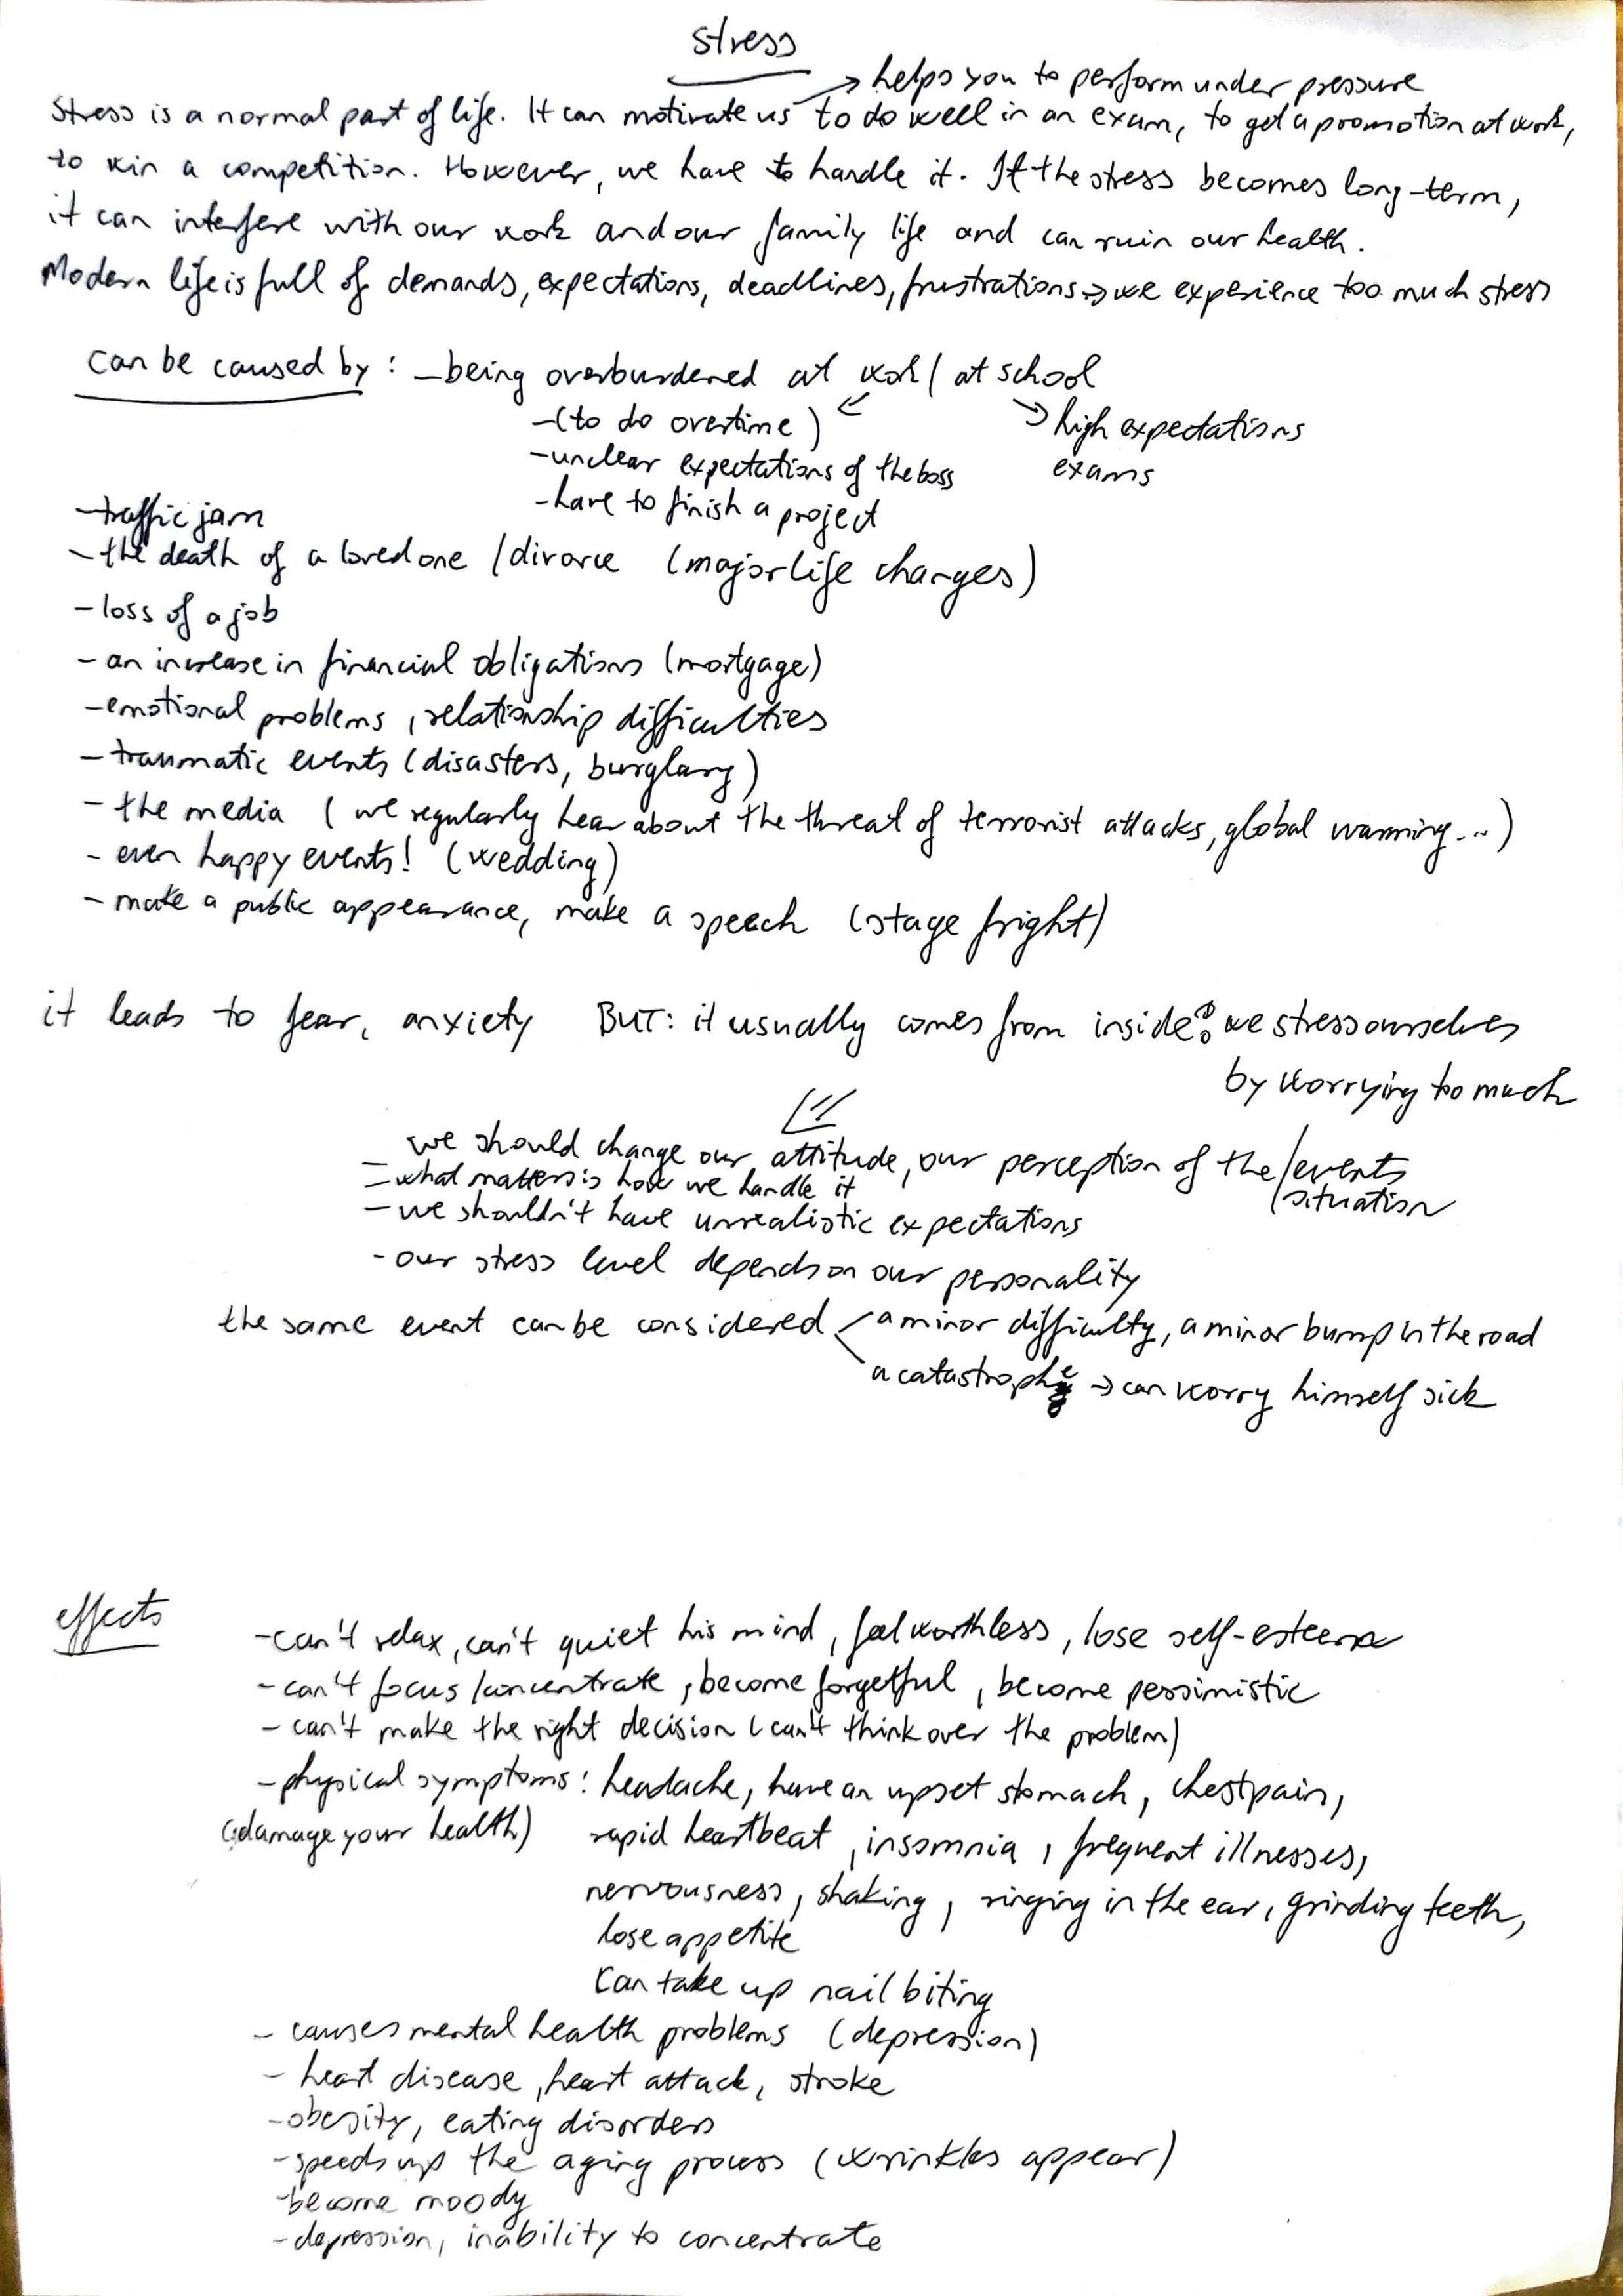 Stress
→ helps you to perform under pressure
Stress is a normal part of life. It can motivate us to do well in an exam, to get a promotion at work,
to win a competition. However, we have to handle it. If the stress becomes long-term,
it can interfere with our work and our family life and can ruin our health.
Modern life is full of demands, expectations, deadlines, frustrations → we experience too much stress
can be caused by: - being overburdened at work / at school
- (to do overtime) ↙ ↘ high expectations
- unclear expectations of the boss exams
- have to finish a project
- traffic jam
- the death of a loved one / divorce (major life changes)
- loss of a job
- an increase in financial obligations (mortgage)
- emotional problems, relationship difficulties
- traumatic events (disasters, burglary)
- the media (we regularly hear about the threat of terrorist attacks, global warming...)
- even happy events! (wedding)
- make a public appearance, make a speech (stage fright)
it leads to fear, anxiety BUT: it usually comes from inside: we stress ourselves
by worrying too much
- we should change our attitude, our perception of the / events
/ situation
- what matters is how we handle it
- we shouldn't have unrealistic expectations
- our stress level depends on our personality
the same event can be considered < a minor difficulty, a minor bump in the road
a catastrophe → can worry himself sick
effects
- can't relax, can't quiet his mind, feel worthless, lose self-esteem
- can't focus / concentrate, become forgetful, become pessimistic
- can't make the right decision (can't think over the problem)
- physical symptoms: headache, have an upset stomach, chestpain,
(damage your health) rapid heartbeat, insomnia, frequent illnesses,
nervousness, shaking, ringing in the ear, grinding teeth,
lose appetite
can take up nail biting
- causes mental health problems (depression)
- heart disease, heart attack, stroke
- obesity, eating disorders
- speeds up the aging process (wrinkles appear)
- become moody
- depression, inability to concentrate